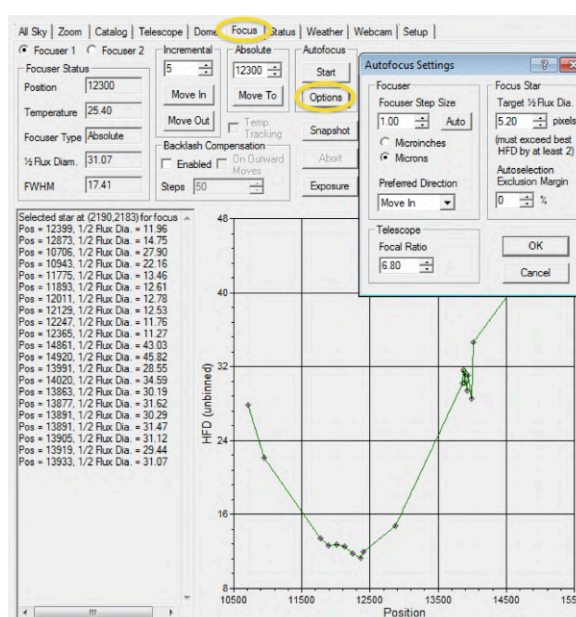 All Sky Zoom Catalog Telescope Dome Focus Status Weather Webcam Setup
Focuser 1 Focuser 2
Focuser Status
Position 12300
Temperature 25.40
Focuser Type Absolute
½ Flux Diam. 31.07
FWHM 17.41
Incremental
5
Move In
Move Out
Absolute
12300
Move To
Temp. Tracking
Backlash Compensation
Enabled On Outward Moves
Steps 50
Autofocus
Start
Options
Snapshot
Abort
Exposure
Autofocus Settings ?
Focuser
Focuser Step Size
1.00 Auto
Microinches
Microns
Preferred Direction
Move In
Telescope
Focal Ratio
6.80
Focus Star
Target ½ Flux Dia.
5.20 pixels
(must exceed best
HFD by at least 2)
Autoselection
Exclusion Margin
0 %
OK
Cancel
Selected star at (2190,2183) for focus
Pos = 12399, 1/2 Flux Dia. = 11.96
Pos = 12873, 1/2 Flux Dia. = 14.75
Pos = 10706, 1/2 Flux Dia. = 27.90
Pos = 10943, 1/2 Flux Dia. = 22.16
Pos = 11775, 1/2 Flux Dia. = 13.46
Pos = 11893, 1/2 Flux Dia. = 12.61
Pos = 12011, 1/2 Flux Dia. = 12.78
Pos = 12129, 1/2 Flux Dia. = 12.53
Pos = 12247, 1/2 Flux Dia. = 11.76
Pos = 12365, 1/2 Flux Dia. = 11.27
Pos = 14861, 1/2 Flux Dia. = 43.03
Pos = 14920, 1/2 Flux Dia. = 45.82
Pos = 13991, 1/2 Flux Dia. = 28.55
Pos = 14020, 1/2 Flux Dia. = 34.59
Pos = 13863, 1/2 Flux Dia. = 30.19
Pos = 13877, 1/2 Flux Dia. = 31.62
Pos = 13891, 1/2 Flux Dia. = 30.29
Pos = 13891, 1/2 Flux Dia. = 31.47
Pos = 13905, 1/2 Flux Dia. = 31.12
Pos = 13919, 1/2 Flux Dia. = 29.44
Pos = 13933, 1/2 Flux Dia. = 31.07
HFD (unbinned)
48
40
32
24
16
8
10500 11500 12500 13500 14500 155
Position